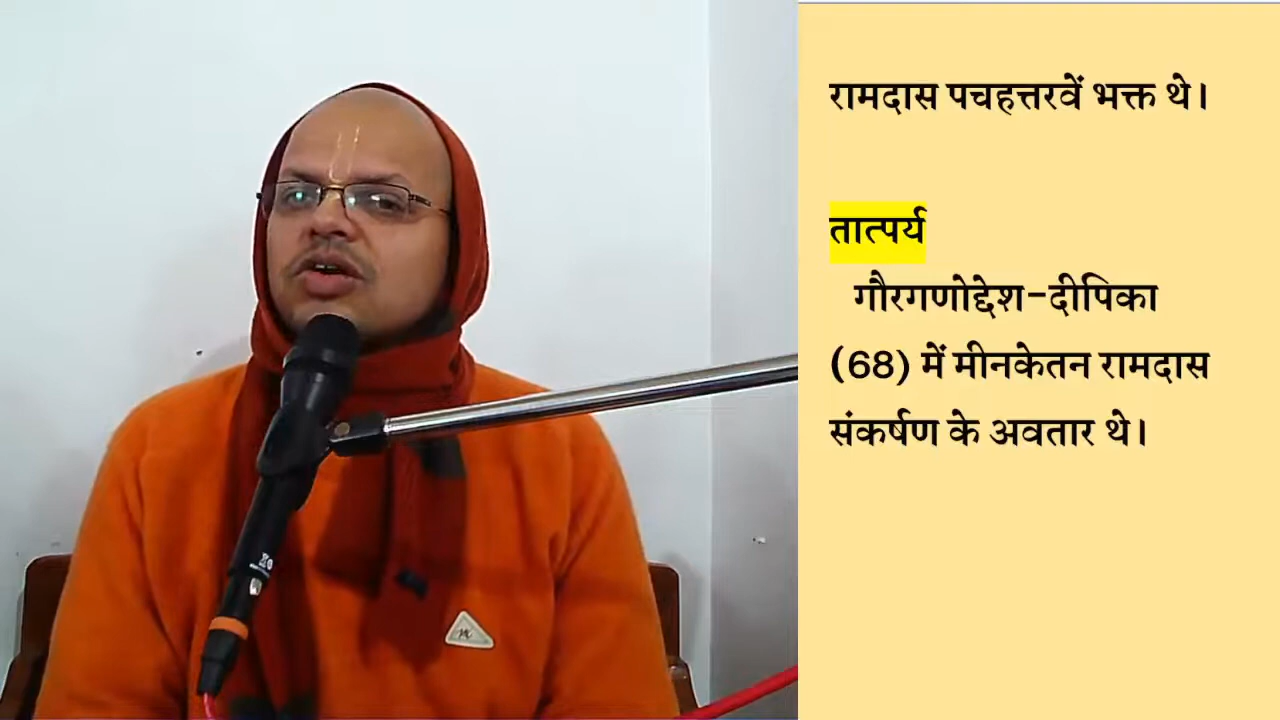 रामदास पचहत्तरवें भक्त थे।
तात्पर्य
गौरगणोद्देश-दीपिका
(68) में मीनकेतन रामदास
संकर्षण के अवतार थे।